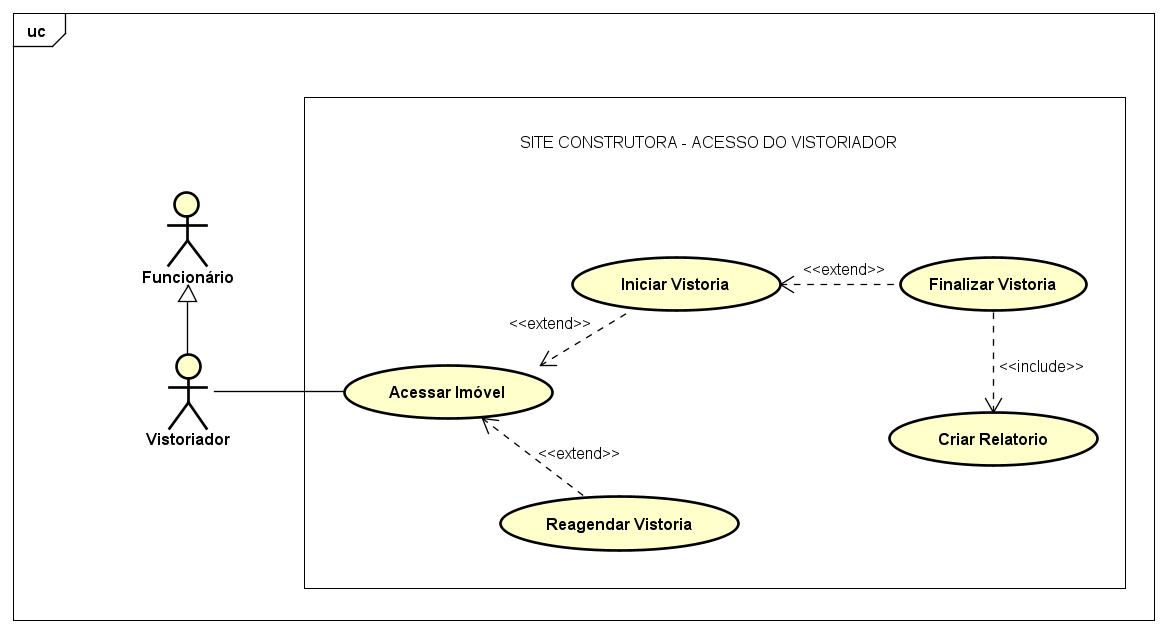 uc
SITE CONSTRUTORA - ACESSO DO VISTORIADOR
Funcionário
Iniciar Vistoria
<<extend>>
Finalizar Vistoria
<<extend>>
<<include>>
Acessar Imóvel
Vistoriador
Criar Relatorio
<<extend>>
Reagendar Vistoria